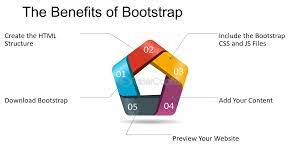 The Benefits of Bootstrap
Create the HTML
Structure
Include the Bootstrap
CSS and JS Files
02
01
03
Download Bootstrap
Add Your Content
05
04
Preview Your Website